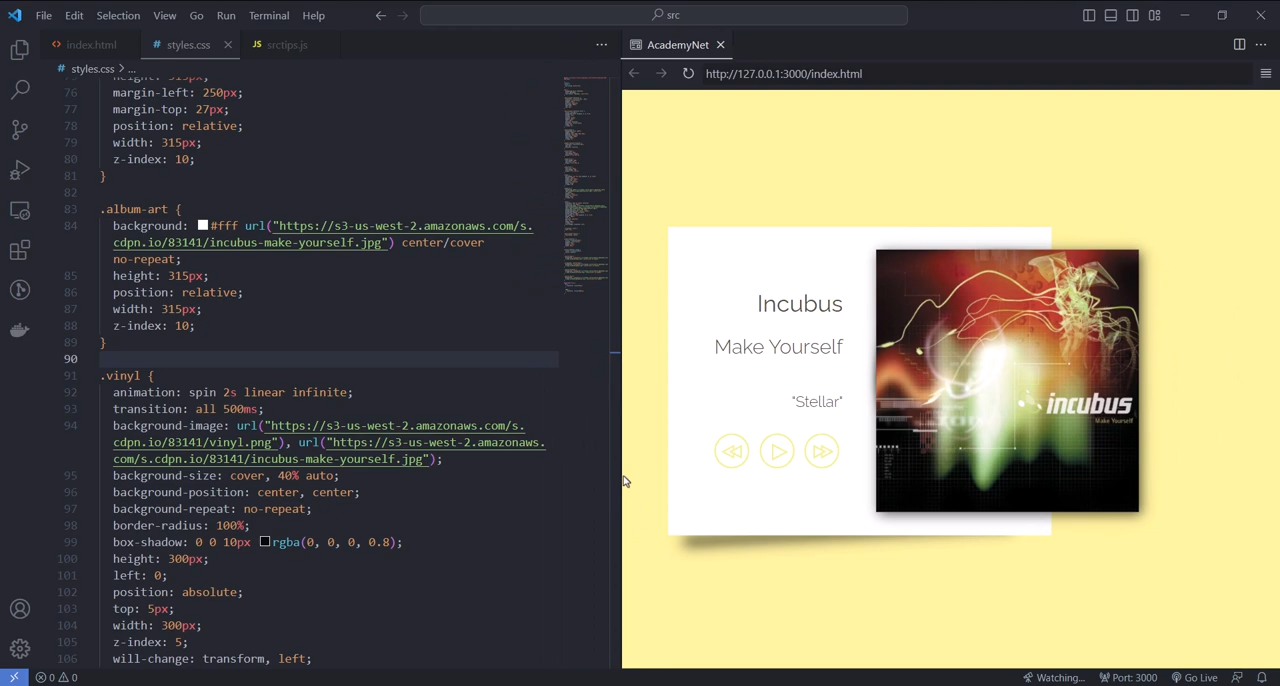 File Edit Selection View Go Run Terminal Help
src
index.html
# styles.css
JS srctips.js
AcademyNet
# styles.css > ...
http://127.0.0.1:3000/index.html
height: 315px;
76 margin-left: 250px;
77 margin-top: 27px;
78 position: relative;
79 width: 315px;
80 z-index: 10;
81 }
82
83 .album-art {
84 background: #fff url("https://s3-us-west-2.amazonaws.com/s.
cdpn.io/83141/incubus-make-yourself.jpg") center/cover
no-repeat;
85 height: 315px;
86 position: relative;
87 width: 315px;
88 z-index: 10;
89 }
90
91 .vinyl {
92 animation: spin 2s linear infinite;
93 transition: all 500ms;
94 background-image: url("https://s3-us-west-2.amazonaws.com/s.
cdpn.io/83141/vinyl.png"), url("https://s3-us-west-2.amazonaws.
com/s.cdpn.io/83141/incubus-make-yourself.jpg");
95 background-size: cover, 40% auto;
96 background-position: center, center;
97 background-repeat: no-repeat;
98 border-radius: 100%;
99 box-shadow: 0 0 10px rgba(0, 0, 0, 0.8);
100 height: 300px;
101 left: 0;
102 position: absolute;
103 top: 5px;
104 width: 300px;
105 z-index: 5;
106 will-change: transform, left;
Incubus
Make Yourself
"Stellar"
incubus
Make Yourself
0 0
Watching... Port: 3000 Go Live